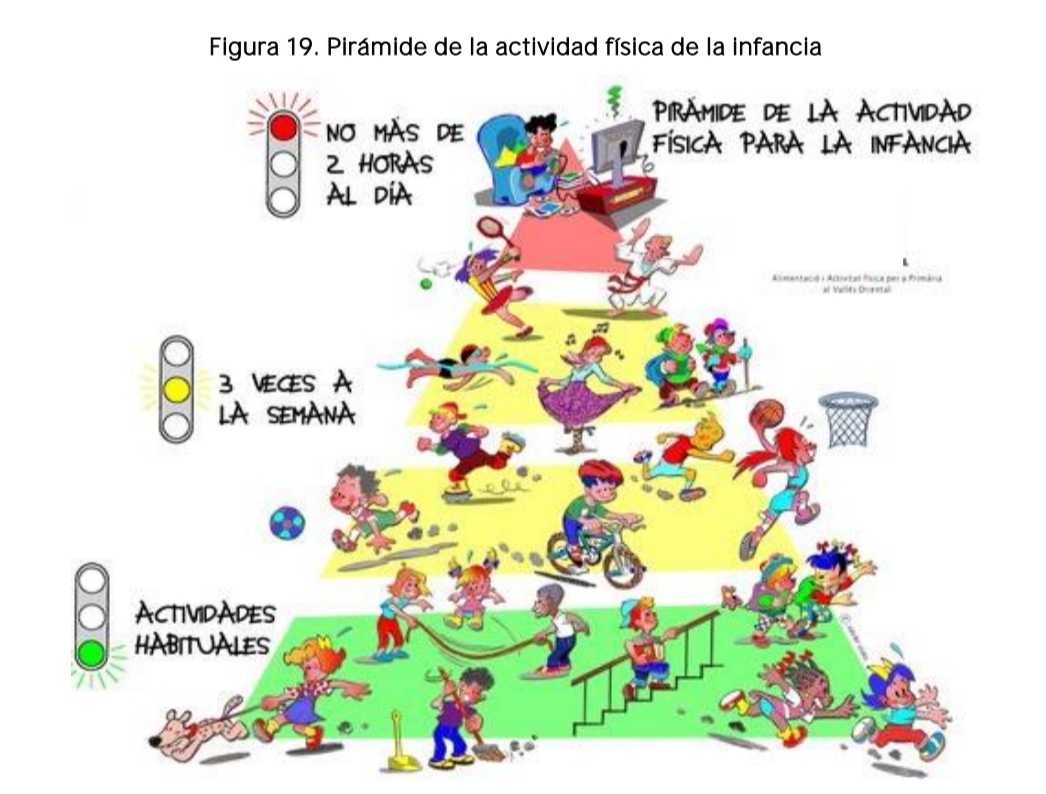 Figura 19. Pirámide de la actividad física de la infancia
NO MÁS DE
2 HORAS
AL DÍA
PIRÁMIDE DE LA ACTIVIDAD
FÍSICA PARA LA INFANCIA
Alimentació i Activitat física per a Primària
al Vallès Oriental
3 VECES A
LA SEMANA
ACTIVIDADES
HABITUALES